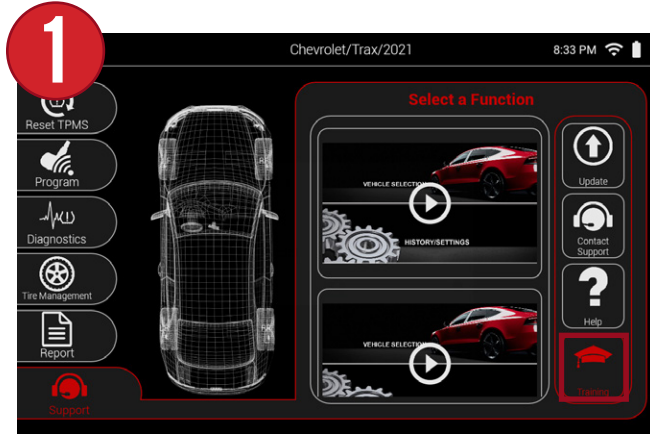 1
Chevrolet/Trax/2021
8:33 PM
Reset TPMS
Program
Diagnostics
Tire Management
Report
Support
Select a Function
VEHICLE SELECTION
HISTORY/SETTINGS
VEHICLE SELECTION
Update
Contact
Support
?
Help
Training